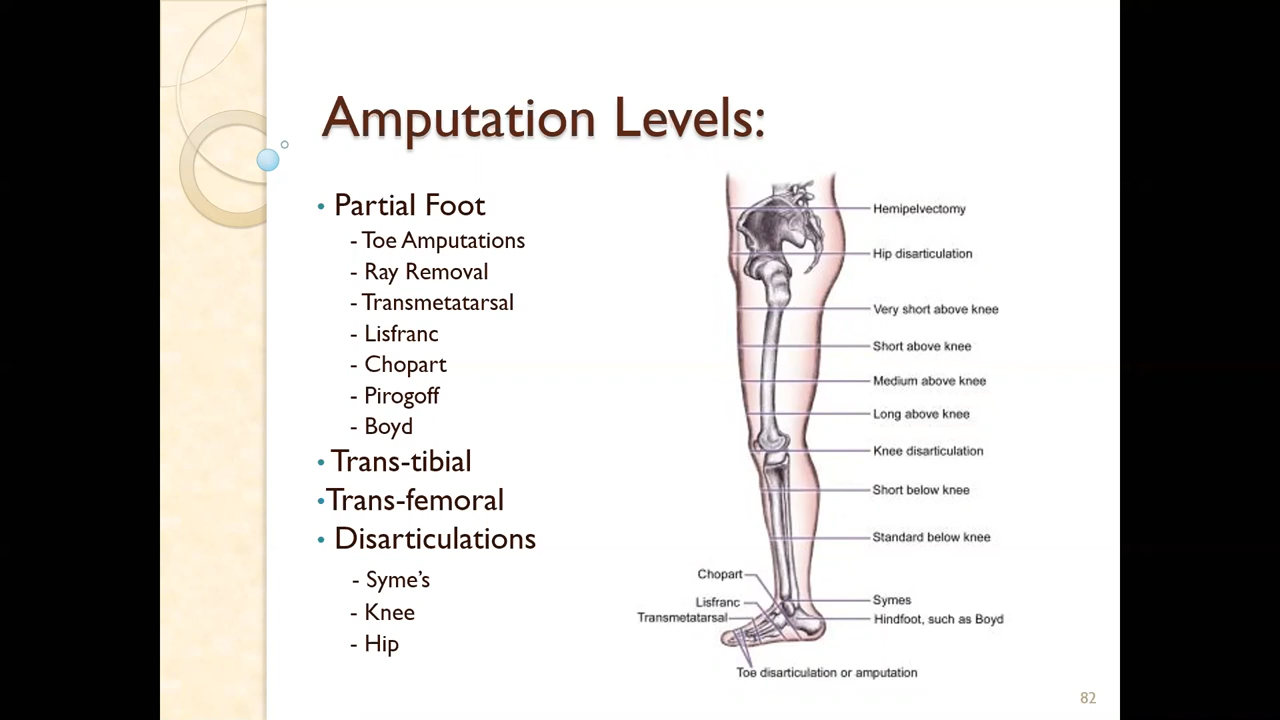 Amputation Levels:
• Partial Foot
- Toe Amputations
- Ray Removal
- Transmetatarsal
- Lisfranc
- Chopart
- Pirogoff
- Boyd
• Trans-tibial
•Trans-femoral
• Disarticulations
- Syme's
- Knee
- Hip
Hemipelvectomy
Hip disarticulation
Very short above knee
Short above knee
Medium above knee
Long above knee
Knee disarticulation
Short below knee
Standard below knee
Chopart
Lisfranc
Transmetatarsal
Symes
Hindfoot, such as Boyd
Toe disarticulation or amputation
82